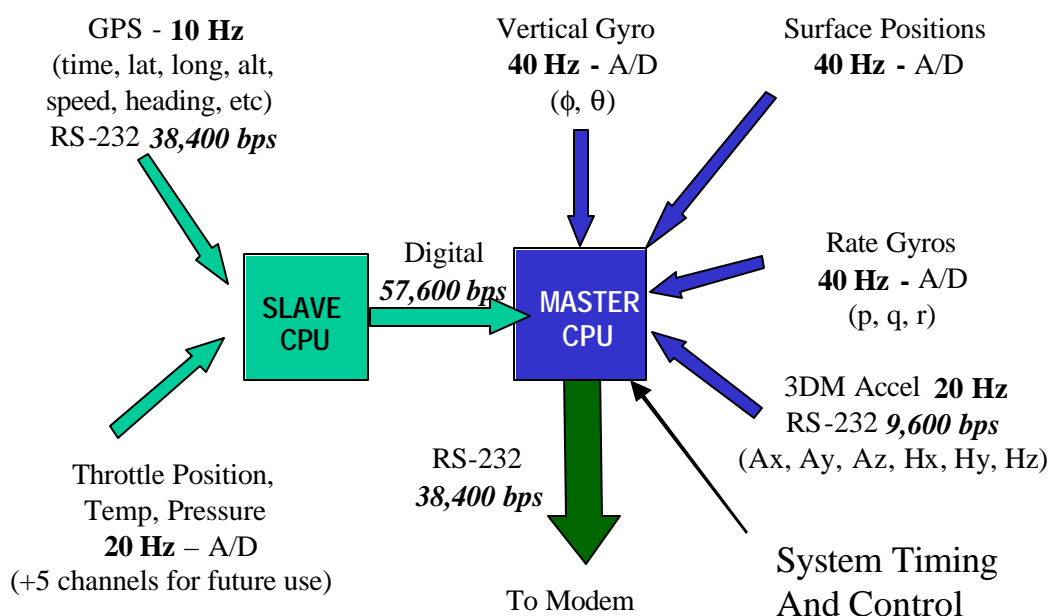 GPS - 10 Hz
(time, lat, long, alt,
speed, heading, etc)
RS-232 38,400 bps
Vertical Gyro
40 Hz - A/D
(ϕ, θ)
Surface Positions
40 Hz - A/D
Digital
57,600 bps
SLAVE
CPU
MASTER
CPU
Rate Gyros
40 Hz - A/D
(p, q, r)
3DM Accel 20 Hz
RS-232 9,600 bps
(Ax, Ay, Az, Hx, Hy, Hz)
Throttle Position,
Temp, Pressure
20 Hz – A/D
(+5 channels for future use)
RS-232
38,400 bps
To Modem
System Timing
And Control